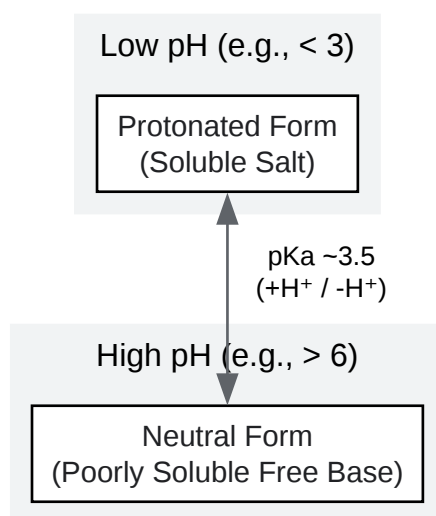 Low pH (e.g., < 3)
Protonated Form
(Soluble Salt)
pKa ~3.5
(+H⁺ / -H⁺)
High pH (e.g., > 6)
Neutral Form
(Poorly Soluble Free Base)